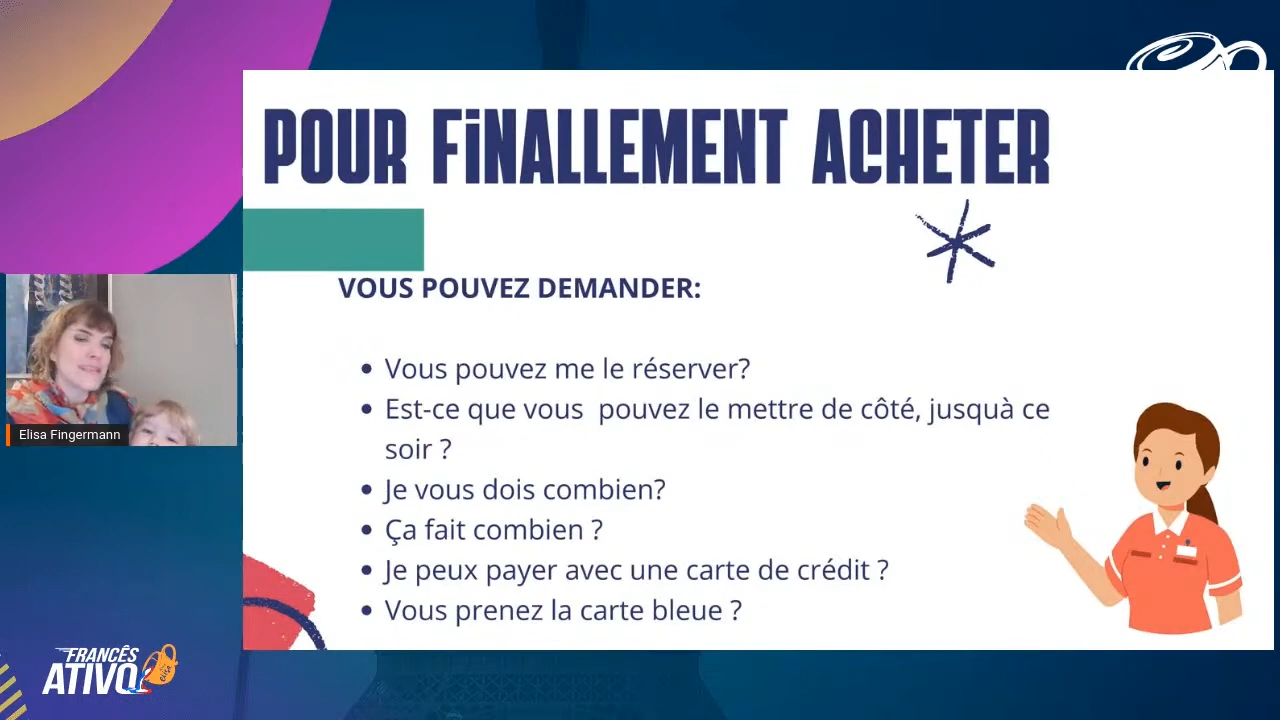 POUR FiNALLEMENT ACHETER
VOUS POUVEZ DEMANDER:
Vous pouvez me le réserver?
Est-ce que vous pouvez le mettre de côté, jusquà ce
soir ?
Je vous dois combien?
Ça fait combien ?
Je peux payer avec une carte de crédit ?
Vous prenez la carte bleue ?
Elisa Fingermann
FRANCÊS
ATIVO
elisa